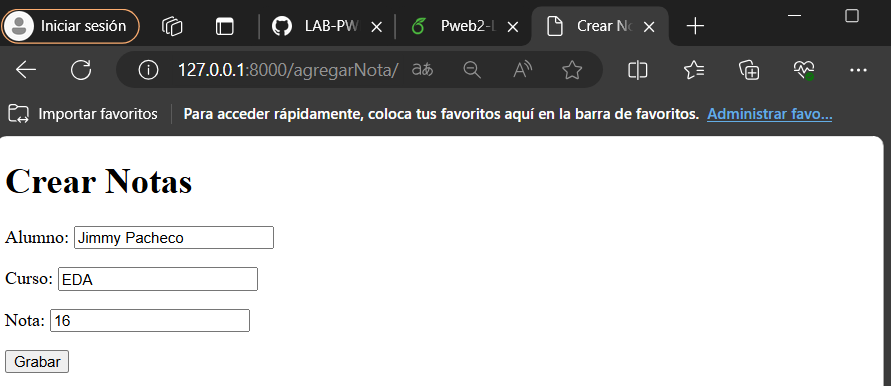 Iniciar sesión LAB-PW Pweb2-L Crear No
127.0.0.1:8000/agregarNota/ aあ A
Importar favoritos Para acceder rápidamente, coloca tus favoritos aquí en la barra de favoritos. Administrar favo...
Crear Notas
Alumno: Jimmy Pacheco
Curso: EDA
Nota: 16
Grabar